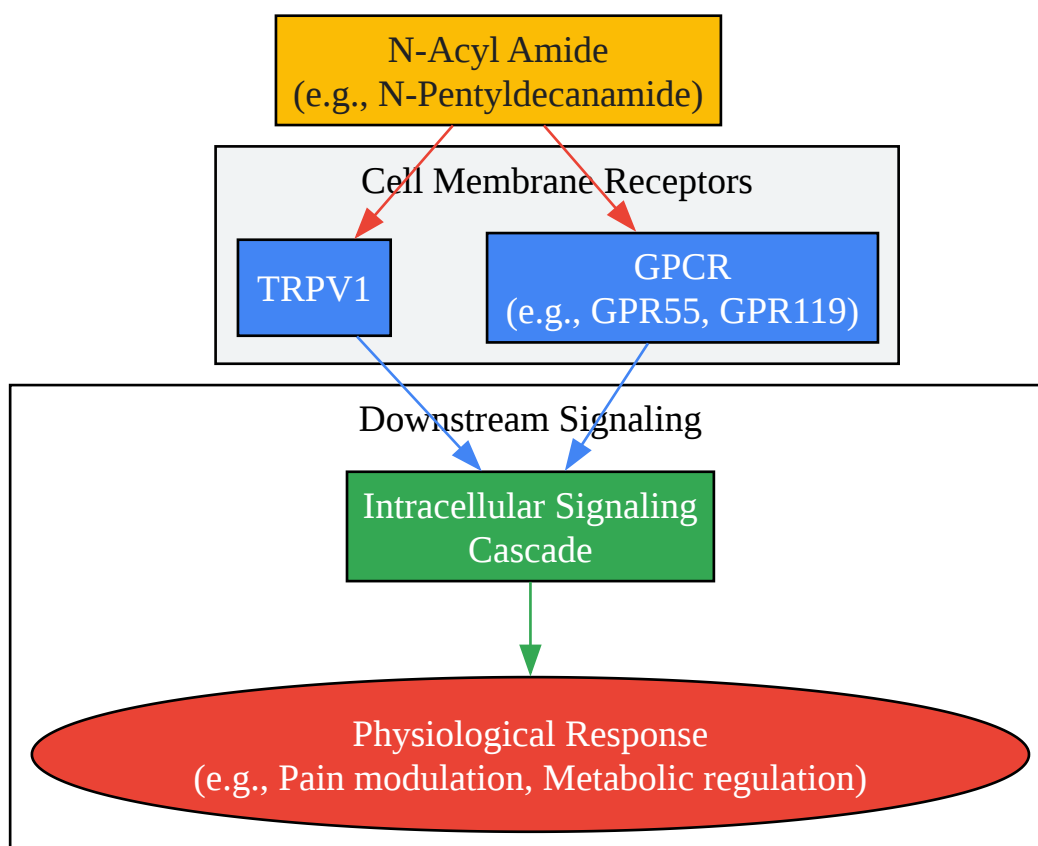 N-Acyl Amide
(e.g., N-Pentyldecanamide)
Cell Membrane Receptors
TRPV1
GPCR
(e.g., GPR55, GPR119)
Downstream Signaling
Intracellular Signaling
Cascade
Physiological Response
(e.g., Pain modulation, Metabolic regulation)